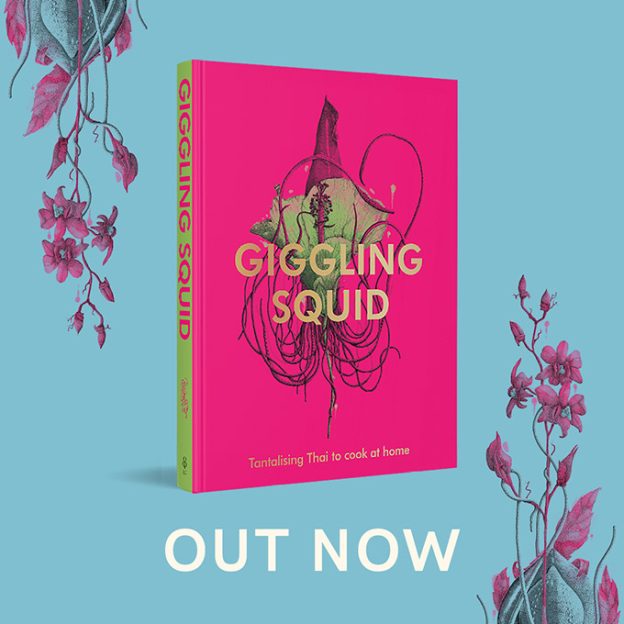 GIGGLING SQUID
GIGGLING
SQUID
Tantalising Thai to cook at home
OUT NOW